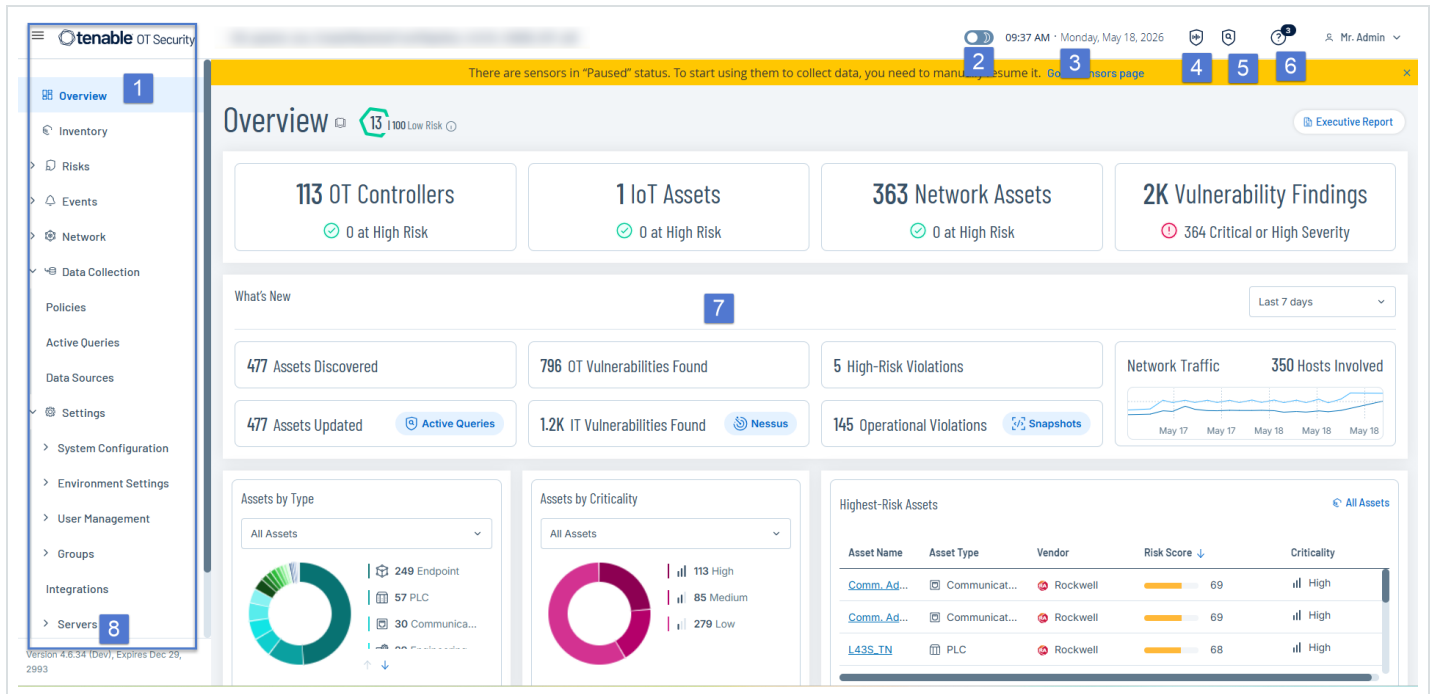 tenable OT Security
09:37 AM · Monday, May 18, 2026
3
Mr. Admin
1
2
3
4
5
6
There are sensors in "Paused" status. To start using them to collect data, you need to manu esume it. Go nsors page
Overview
Inventory
Risks
Events
Network
Data Collection
Policies
Active Queries
Data Sources
Settings
System Configuration
Environment Settings
User Management
Groups
Integrations
Servers
8
Version 4.6.34 (Dev), Expires Dec 29,
2993
Overview
13 | 100 Low Risk
Executive Report
113 OT Controllers
0 at High Risk
1 IoT Assets
0 at High Risk
363 Network Assets
0 at High Risk
2K Vulnerability Findings
364 Critical or High Severity
What's New
7
Last 7 days
477 Assets Discovered
796 OT Vulnerabilities Found
5 High-Risk Violations
477 Assets Updated
Active Queries
1.2K IT Vulnerabilities Found
Nessus
145 Operational Violations
Snapshots
Network Traffic
350 Hosts Involved
May 17 May 17 May 18 May 18 May 18
Assets by Type
All Assets
249 Endpoint
57 PLC
30 Communica...
Assets by Criticality
All Assets
113 High
85 Medium
279 Low
Highest-Risk Assets
All Assets
Asset Name Asset Type Vendor Risk Score Criticality
Comm. Ad... Communicat... Rockwell 69 High
Comm. Ad... Communicat... Rockwell 69 High
L43S_TN PLC Rockwell 68 High